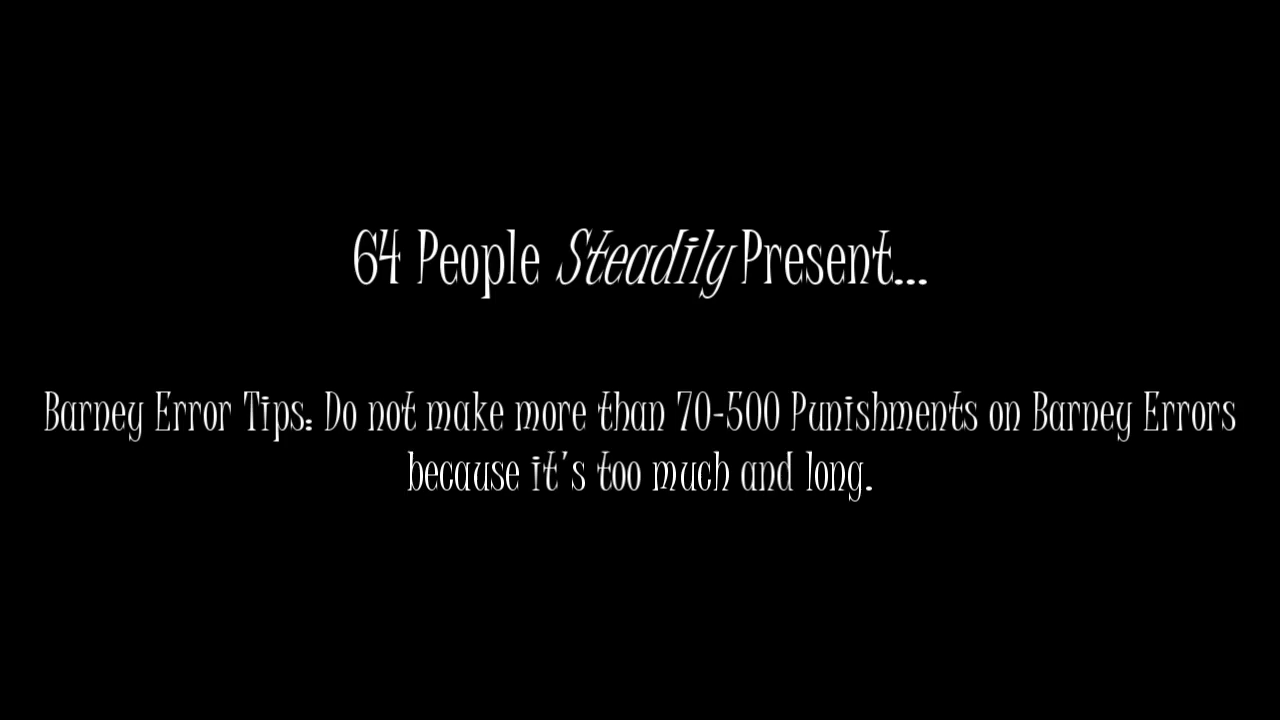 64 People Steadily Present...
Barney Error Tips: Do not make more than 70-500 Punishments on Barney Errors
because it's too much and long.